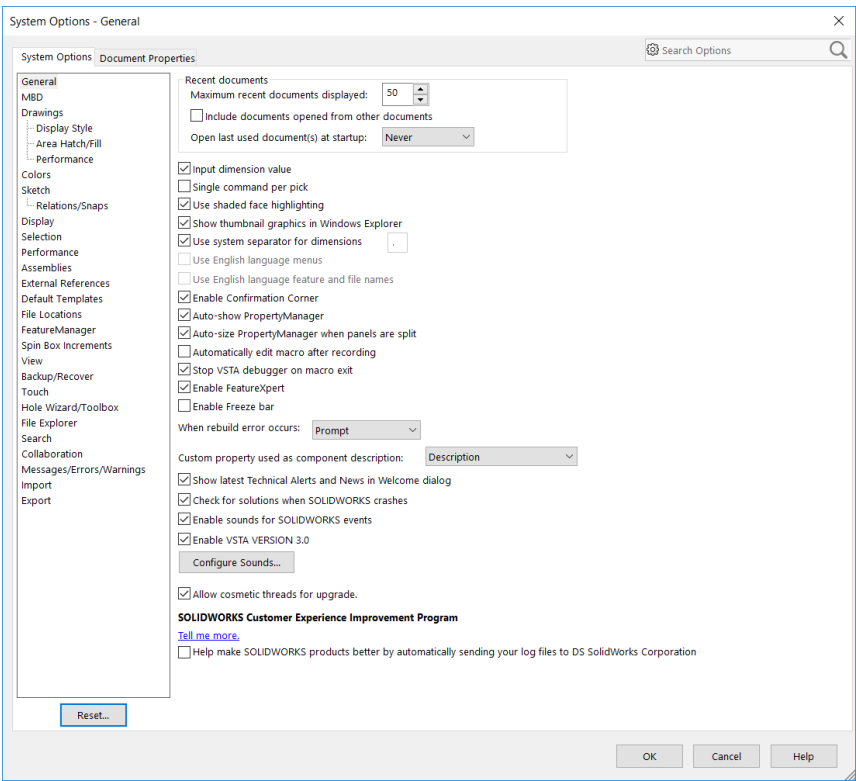 System Options - General
System Options Document Properties
Search Options
General
MBD
Drawings
Display Style
Area Hatch/Fill
Performance
Colors
Sketch
Relations/Snaps
Display
Selection
Performance
Assemblies
External References
Default Templates
File Locations
FeatureManager
Spin Box Increments
View
Backup/Recover
Touch
Hole Wizard/Toolbox
File Explorer
Search
Collaboration
Messages/Errors/Warnings
Import
Export
Reset...
Recent documents
Maximum recent documents displayed: 50
Include documents opened from other documents
Open last used document(s) at startup: Never
Input dimension value
Single command per pick
Use shaded face highlighting
Show thumbnail graphics in Windows Explorer
Use system separator for dimensions .
Use English language menus
Use English language feature and file names
Enable Confirmation Corner
Auto-show PropertyManager
Auto-size PropertyManager when panels are split
Automatically edit macro after recording
Stop VSTA debugger on macro exit
Enable FeatureXpert
Enable Freeze bar
When rebuild error occurs: Prompt
Custom property used as component description: Description
Show latest Technical Alerts and News in Welcome dialog
Check for solutions when SOLIDWORKS crashes
Enable sounds for SOLIDWORKS events
Enable VSTA VERSION 3.0
Configure Sounds...
Allow cosmetic threads for upgrade.
SOLIDWORKS Customer Experience Improvement Program
Tell me more.
Help make SOLIDWORKS products better by automatically sending your log files to DS SolidWorks Corporation
OK Cancel Help